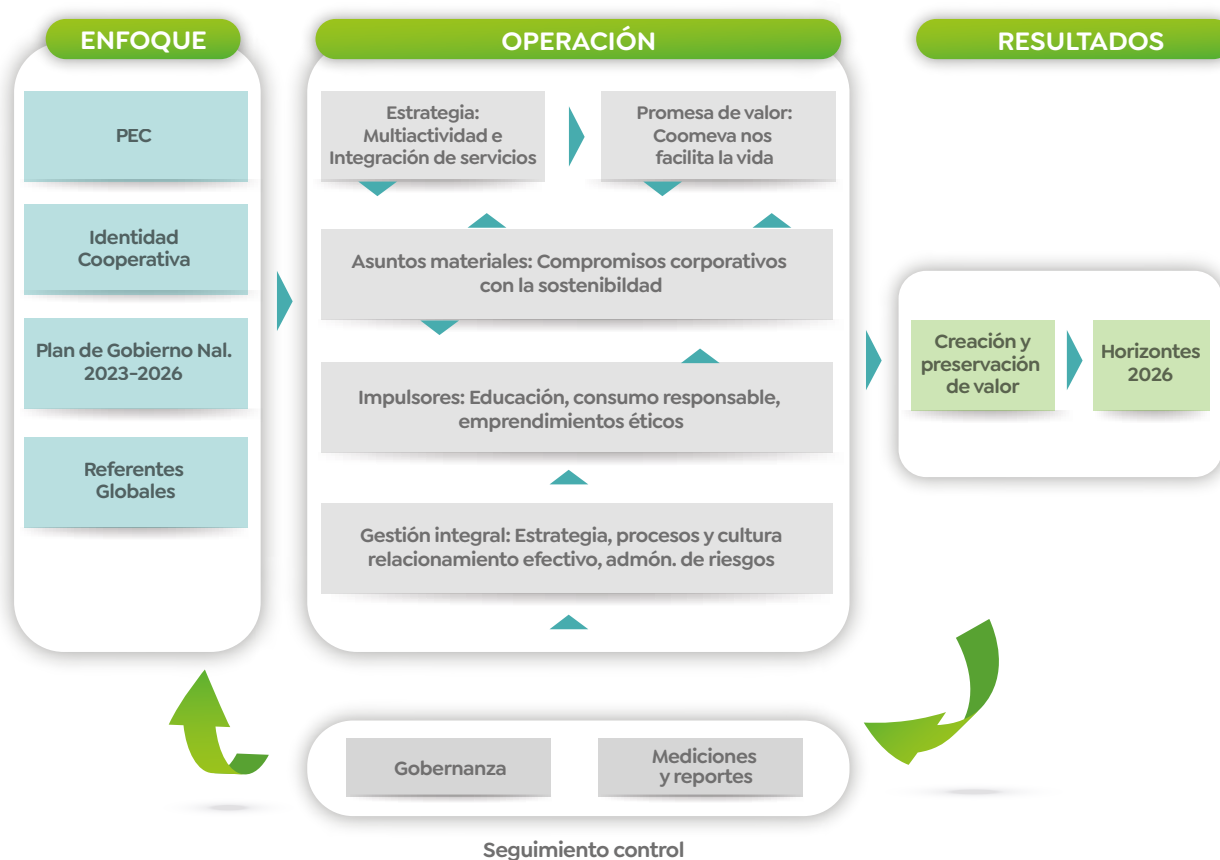 ENFOQUE
PEC
Identidad
Cooperativa
Plan de Gobierno Nal.
2023-2026
Referentes
Globales
OPERACIÓN
Estrategia:
Multiactividad e
Integración de servicios
Promesa de valor:
Coomeva nos
facilita la vida
Asuntos materiales: Compromisos corporativos
con la sostenibildad
Impulsores: Educación, consumo responsable,
emprendimientos éticos
Gestión integral: Estrategia, procesos y cultura
relacionamiento efectivo, admón. de riesgos
RESULTADOS
Creación y
preservación
de valor
Horizontes
2026
Gobernanza
Mediciones
y reportes
Seguimiento control